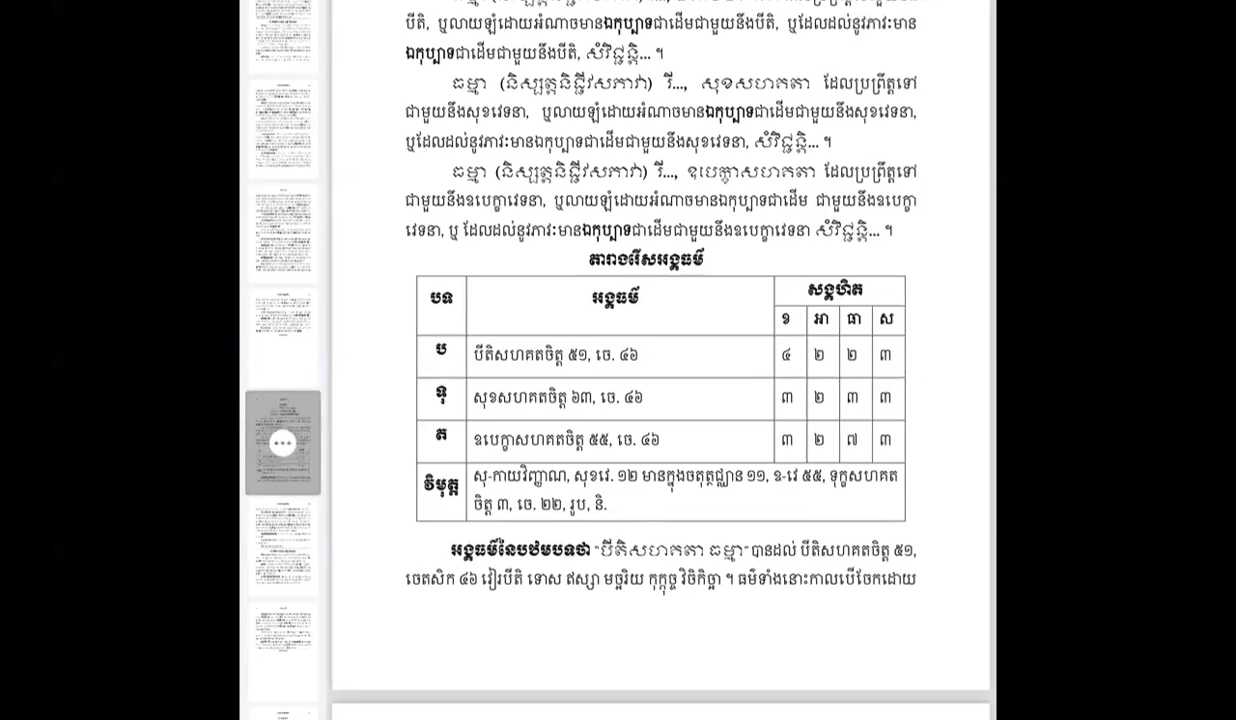 បីតិ, ឬលាយឡំដោយអំណាចមានឯកុប្បាទជាដើមជាមួយនឹងបីតិ, ឬដែលដល់នូវភាវៈមាន
ឯកុប្បាទជាដើមជាមួយនឹងបីតិ, សំវិជ្ជន្តិ... ។
ធម្មា (និស្សត្តនិជ្ជីវសភាវា) រី..., សុខសហគតា ដែលប្រព្រឹត្តទៅ
ជាមួយនឹងសុខវេទនា, ឬលាយឡំដោយអំណាចមានឯកុប្បាទជាដើមជាមួយនឹងសុខវេទនា,
ឬដែលដល់នូវភាវៈមានឯកុប្បាទជាដើមជាមួយនឹងសុខវេទនា, សំវិជ្ជន្តិ... ។
ធម្មា (និស្សត្តនិជ្ជីវសភាវា) រី..., ឧបេក្ខាសហគតា ដែលប្រព្រឹត្តទៅ
ជាមួយនឹងឧបេក្ខាវេទនា, ឬលាយឡំដោយអំណាចមានឯកុប្បាទជាដើម ជាមួយនឹងឧបេក្ខា
វេទនា, ឬ ដែលដល់នូវភាវៈមានឯកុប្បាទជាដើមជាមួយនឹងឧបេក្ខាវេទនា សំវិជ្ជន្តិ... ។
តារាងរើសអង្គធម៌
បទ អង្គធម៌ សង្គហិត
ខ អា ធា ស
ប បីតិសហគតចិត្ត ៥១, ចេ. ៤៦ ៤ ២ ២ ៣
ទុ សុខសហគតចិត្ត ៦៣, ចេ. ៤៦ ៣ ២ ៣ ៣
ត ឧបេក្ខាសហគតចិត្ត ៥៥, ចេ. ៤៦ ៣ ២ ៧ ៣
វិមុត្ត សុ-កាយវិញ្ញាណ, សុខវេ. ១២ មានក្នុងចតុត្ថជ្ឈាន ១១, ឧ-វេ ៥៥, ទុក្ខសហគត
ចិត្ត ៣, ចេ. ២២, រូប, និ.
អង្គធម៌នៃបឋមបទថា “បីតិសហគតា ធម្មា” បានដល់ បីតិសហគតចិត្ត ៥១,
ចេតសិក ៤៦ វៀរបីតិ ទោស ឥស្សា មច្ឆរិយ កុក្កុច្ច វិចិកិច្ឆា ។ ធម៌ទាំងនោះកាលបើចែកដោយ